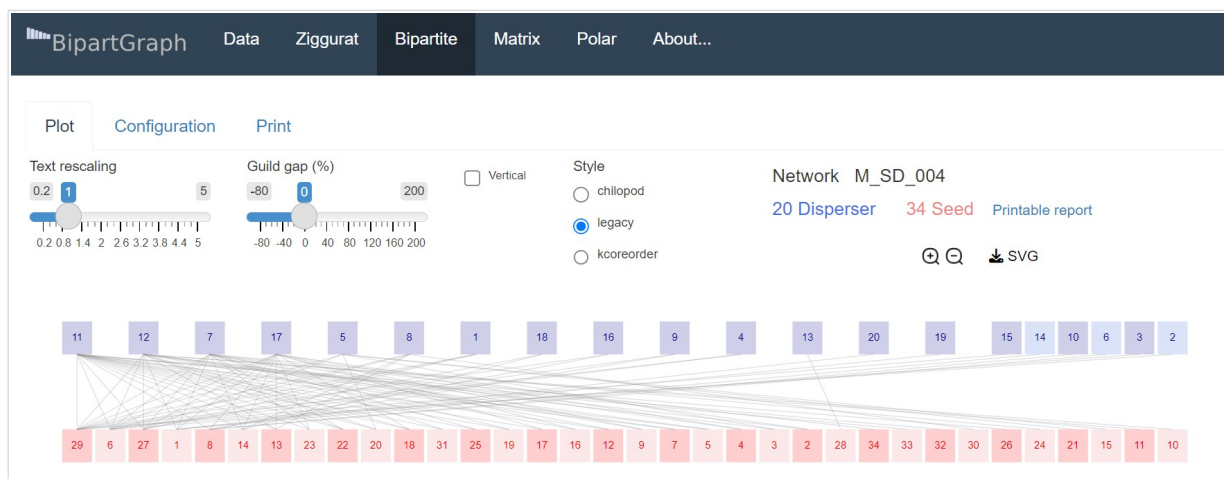 BipartGraph Data Ziggurat Bipartite Matrix Polar About...
Plot Configuration Print
Text rescaling
0.2 1 5
0.2 0.8 1.4 2 2.6 3.2 3.8 4.4 5
Guild gap (%)
-80 0 200
-80 -40 0 40 80 120 160 200
Vertical
Style
chilopod
legacy
kcoreorder
Network M_SD_004
20 Disperser 34 Seed Printable report
SVG
11 12 7 17 5 8 1 18 16 9 4 13 20 19 15 14 10 6 3 2
29 6 27 1 8 14 13 23 22 20 18 31 25 19 17 16 12 9 7 5 4 3 2 28 34 33 32 30 26 24 21 15 11 10